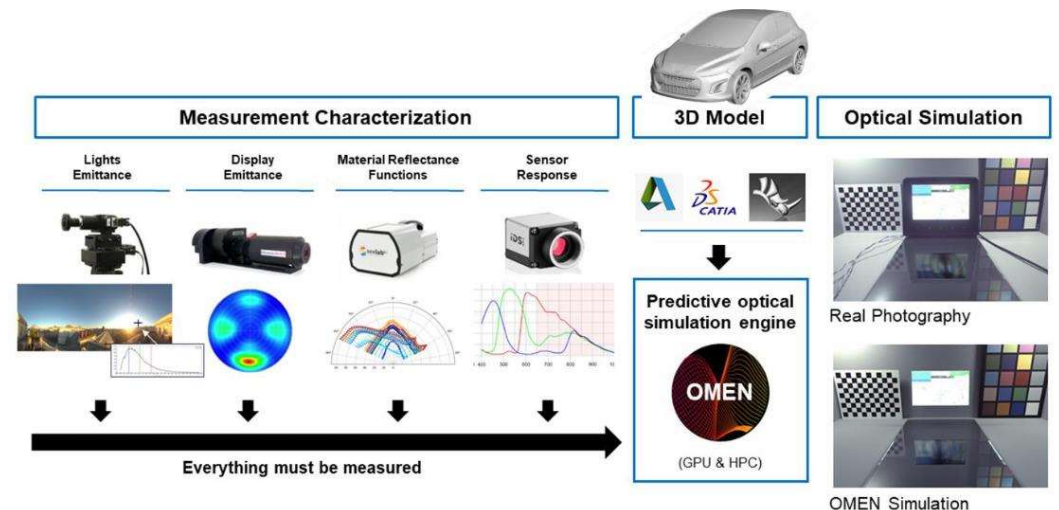 Measurement Characterization
3D Model
Optical Simulation
Lights
Emittance
Display
Emittance
Material Reflectance
Functions
Sensor
Response
CATIA
iDS
Predictive optical
simulation engine
OMEN
(GPU & HPC)
Real Photography
OMEN Simulation
Everything must be measured